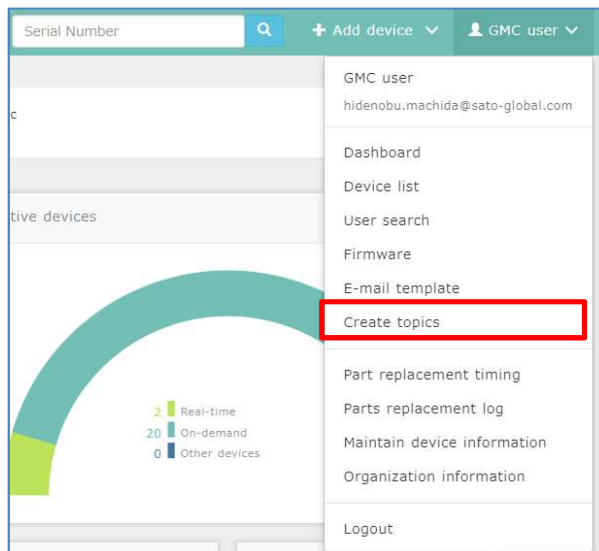 Serial Number
Add device
GMC user
GMC user
hidenobu.machida@sato-global.com
c
Dashboard
Device list
tive devices
User search
Firmware
E-mail template
Create topics
Part replacement timing
2 Real-time
Parts replacement log
20 On-demand
Maintain device information
0 Other devices
Organization information
Logout